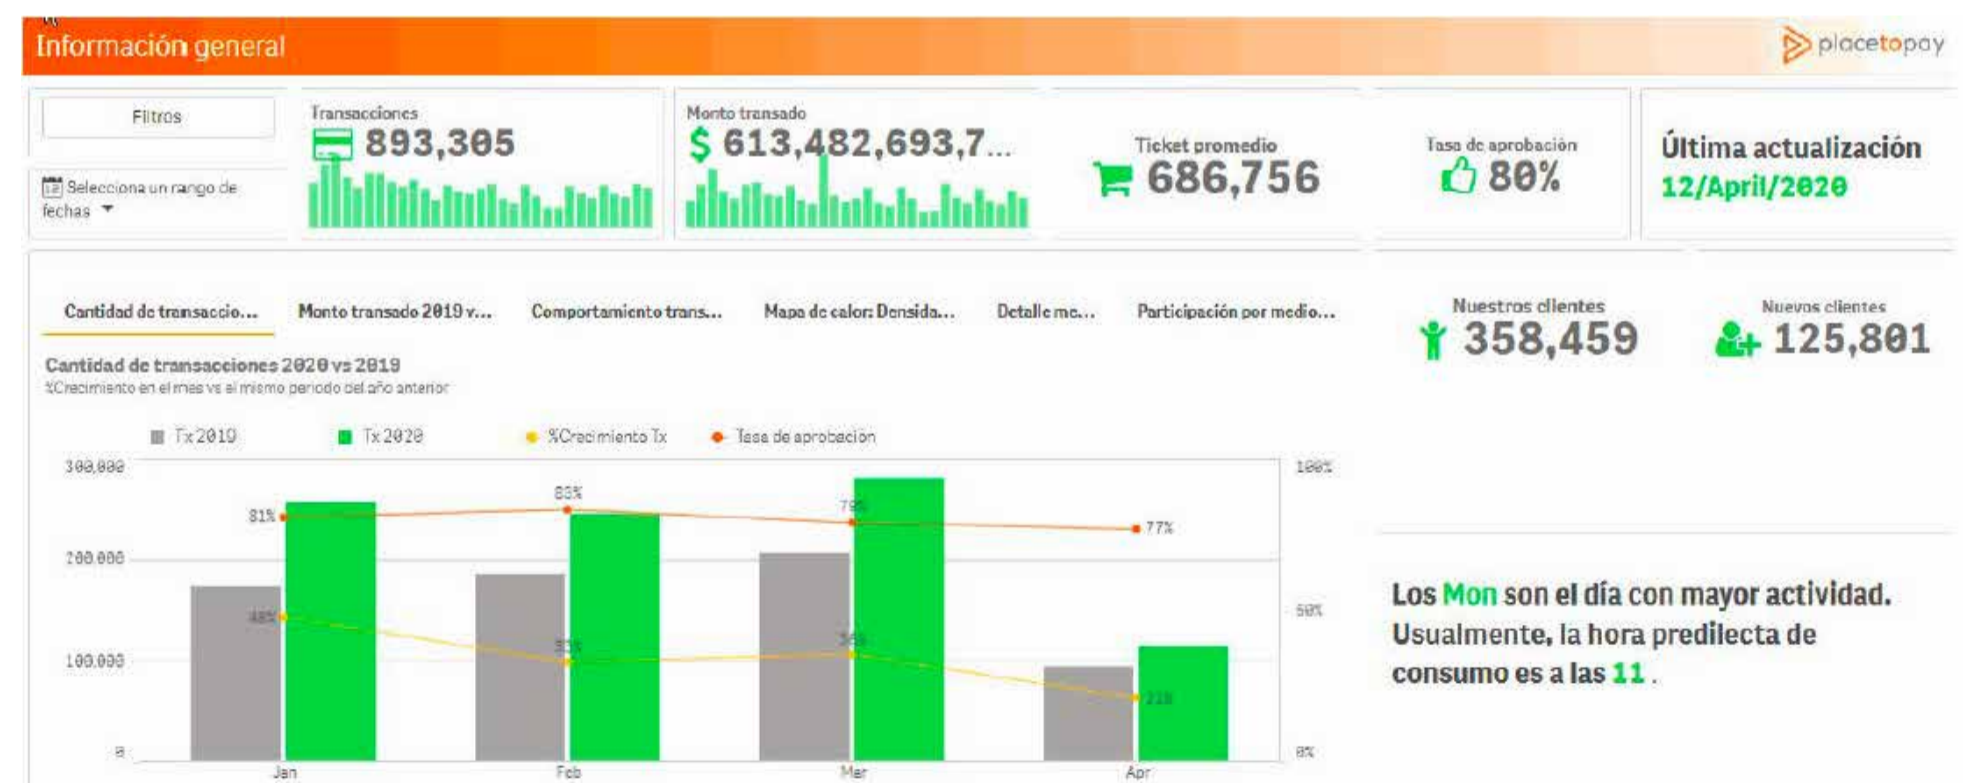 Información general
placetopay
Filtros
Selecciona un rango de
fechas
Transacciones
893,305
Monto transado
$ 613,482,693,7...
Ticket promedio
686,756
Tasa de aprobación
80%
Última actualización
12/April/2020
Cantidad de transaccio...
Monto transado 2019 v...
Comportamiento trans...
Mapa de calor: Densida...
Detalle me...
Participación por medio...
Nuestros clientes
358,459
Nuevos clientes
125,801
Cantidad de transacciones 2020 vs 2019
%Crecimiento en el mes vs el mismo periodo del año anterior
Tx 2019
Tx 2020
%Crecimiento Tx
Tasa de aprobación
300,000
200,000
100,000
0
100%
50%
0%
81%
83%
79%
77%
48%
Jan
Feb
Mar
Apr
Los Mon son el día con mayor actividad.
Usualmente, la hora predilecta de
consumo es a las 11 .